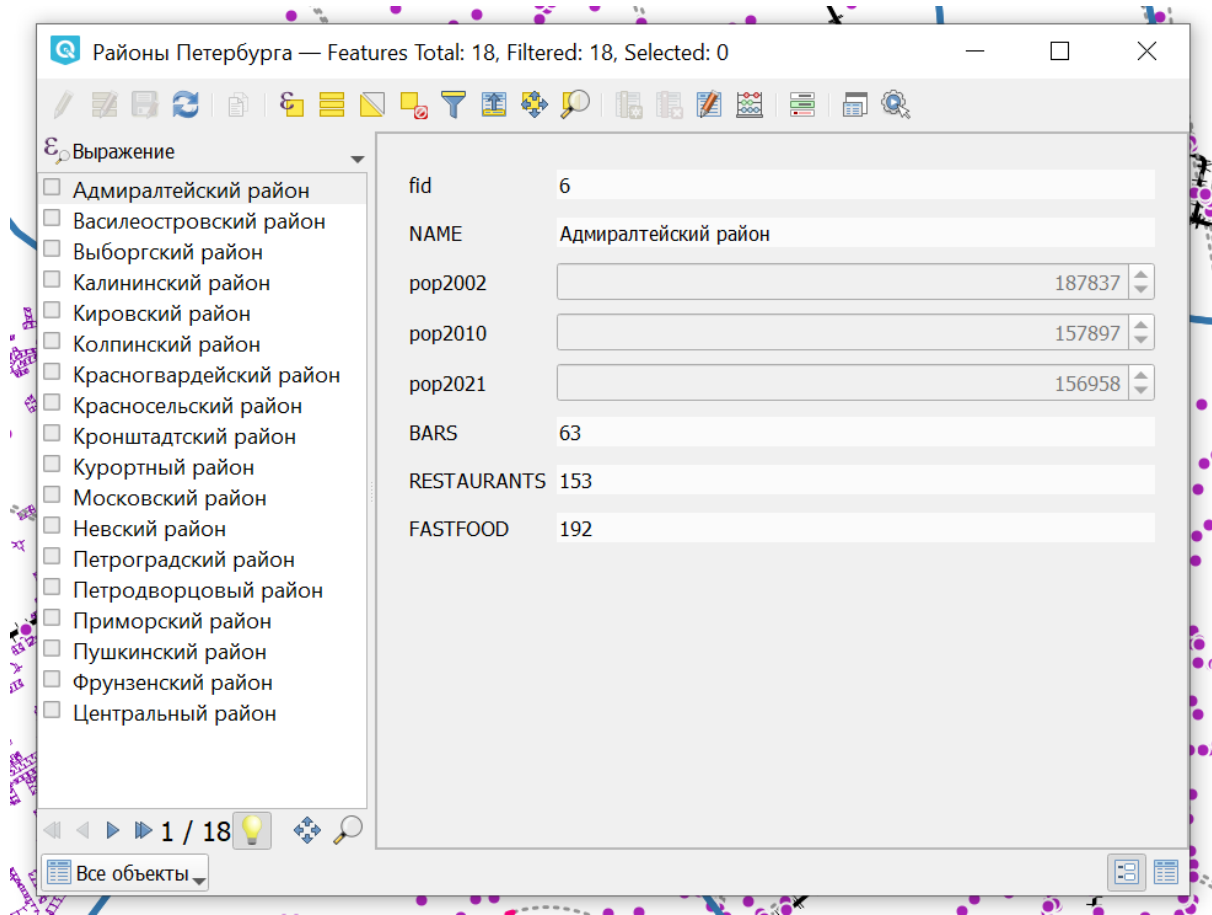 Районы Петербурга — Features Total: 18, Filtered: 18, Selected: 0
Выражение
Адмиралтейский район
Василеостровский район
Выборгский район
Калининский район
Кировский район
Колпинский район
Красногвардейский район
Красносельский район
Кронштадтский район
Курортный район
Московский район
Невский район
Петроградский район
Петродворцовый район
Приморский район
Пушкинский район
Фрунзенский район
Центральный район
1 / 18
Все объекты
fid 6
NAME Адмиралтейский район
pop2002 187837
pop2010 157897
pop2021 156958
BARS 63
RESTAURANTS 153
FASTFOOD 192